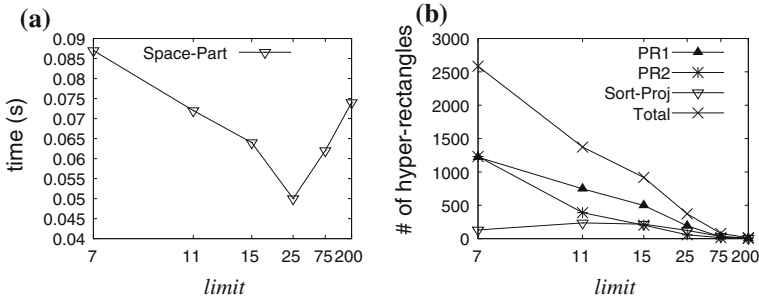 (a)
time (s)
0.09
0.085
0.08
0.075
0.07
0.065
0.06
0.055
0.05
0.045
0.04
Space-Part
7 11 15 25 75 200
limit
(b)
# of hyper-rectangles
3000
2500
2000
1500
1000
500
0
PR1
PR2
Sort-Proj
Total
7 11 15 25 75 200
limit